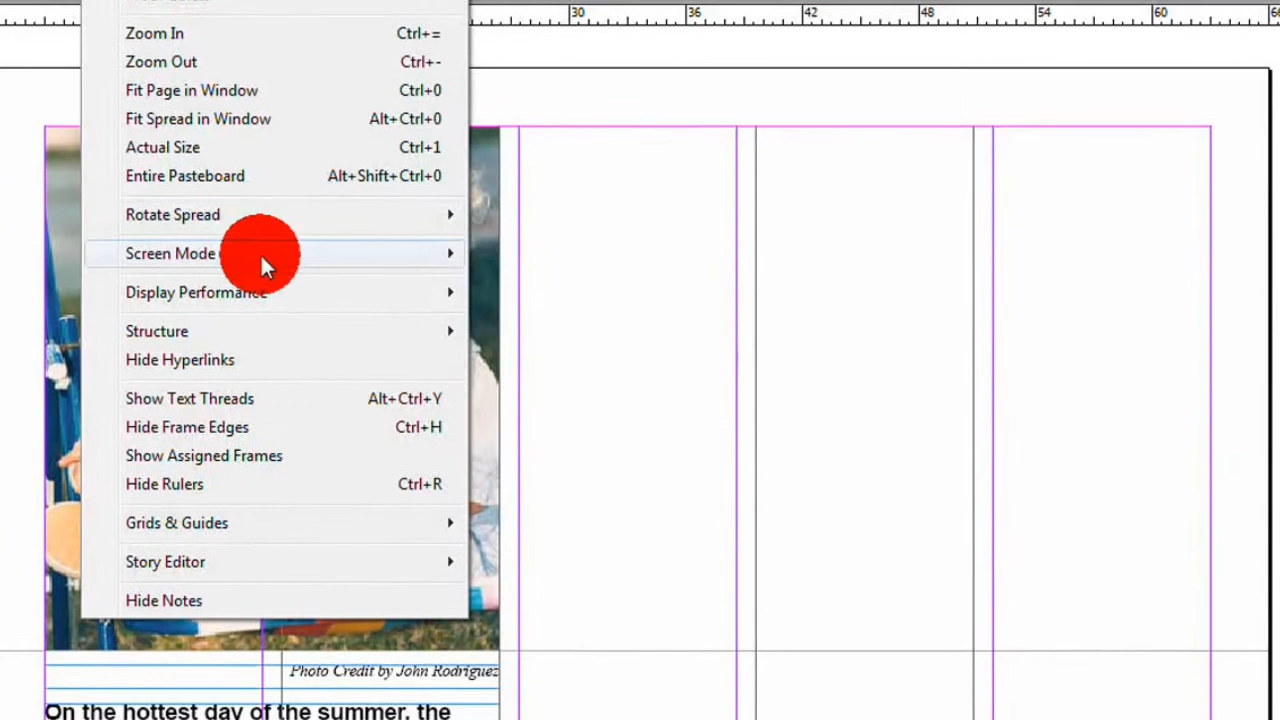 30 36 42 48 54 60 66
Zoom In Ctrl+=
Zoom Out Ctrl+-
Fit Page in Window Ctrl+0
Fit Spread in Window Alt+Ctrl+0
Actual Size Ctrl+1
Entire Pasteboard Alt+Shift+Ctrl+0
Rotate Spread
Screen Mode
Display Performance
Structure
Hide Hyperlinks
Show Text Threads Alt+Ctrl+Y
Hide Frame Edges Ctrl+H
Show Assigned Frames
Hide Rulers Ctrl+R
Grids & Guides
Story Editor
Hide Notes
Photo Credit by John Rodriguez
On the hottest day of the summer, the